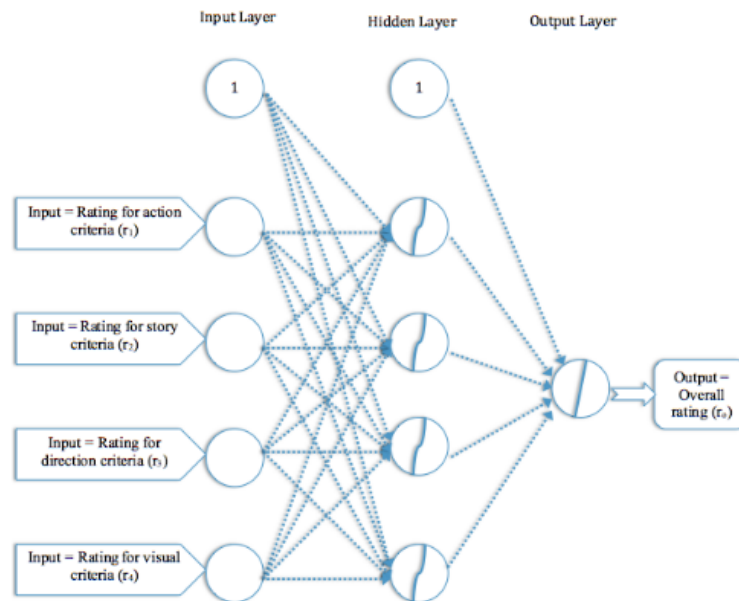 Input Layer
Hidden Layer
Output Layer
1
1
Input = Rating for action
criteria (r₁)
Input = Rating for story
criteria (r₂)
Input = Rating for
direction criteria (r₃)
Input = Rating for visual
criteria (r₄)
Output =
Overall
rating (rₒ)